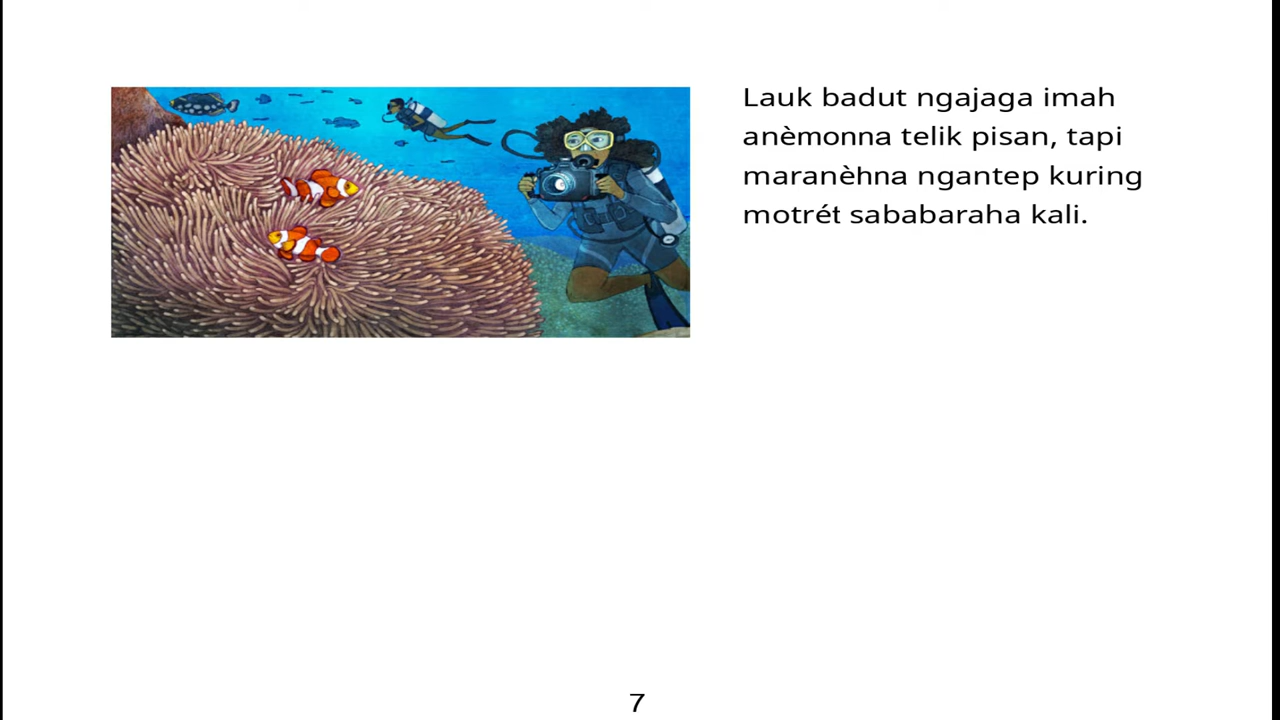 Lauk badut ngajaga imah
anèmonna telik pisan, tapi
maranèhna ngantep kuring
motrét sababaraha kali.
7